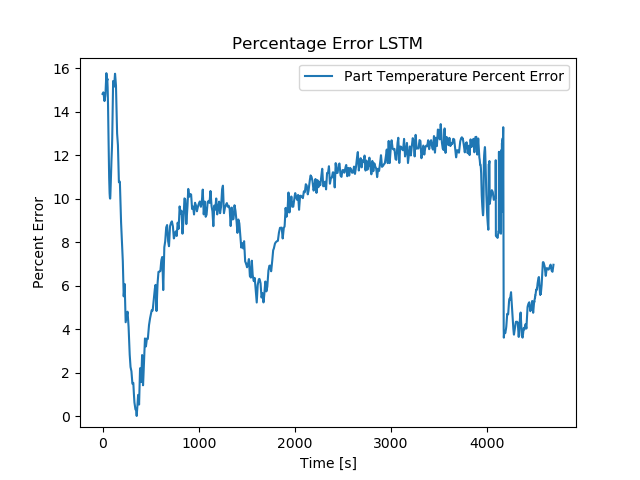 Percentage Error LSTM
Part Temperature Percent Error
Percent Error
16
14
12
10
8
6
4
2
0
0 1000 2000 3000 4000
Time [s]